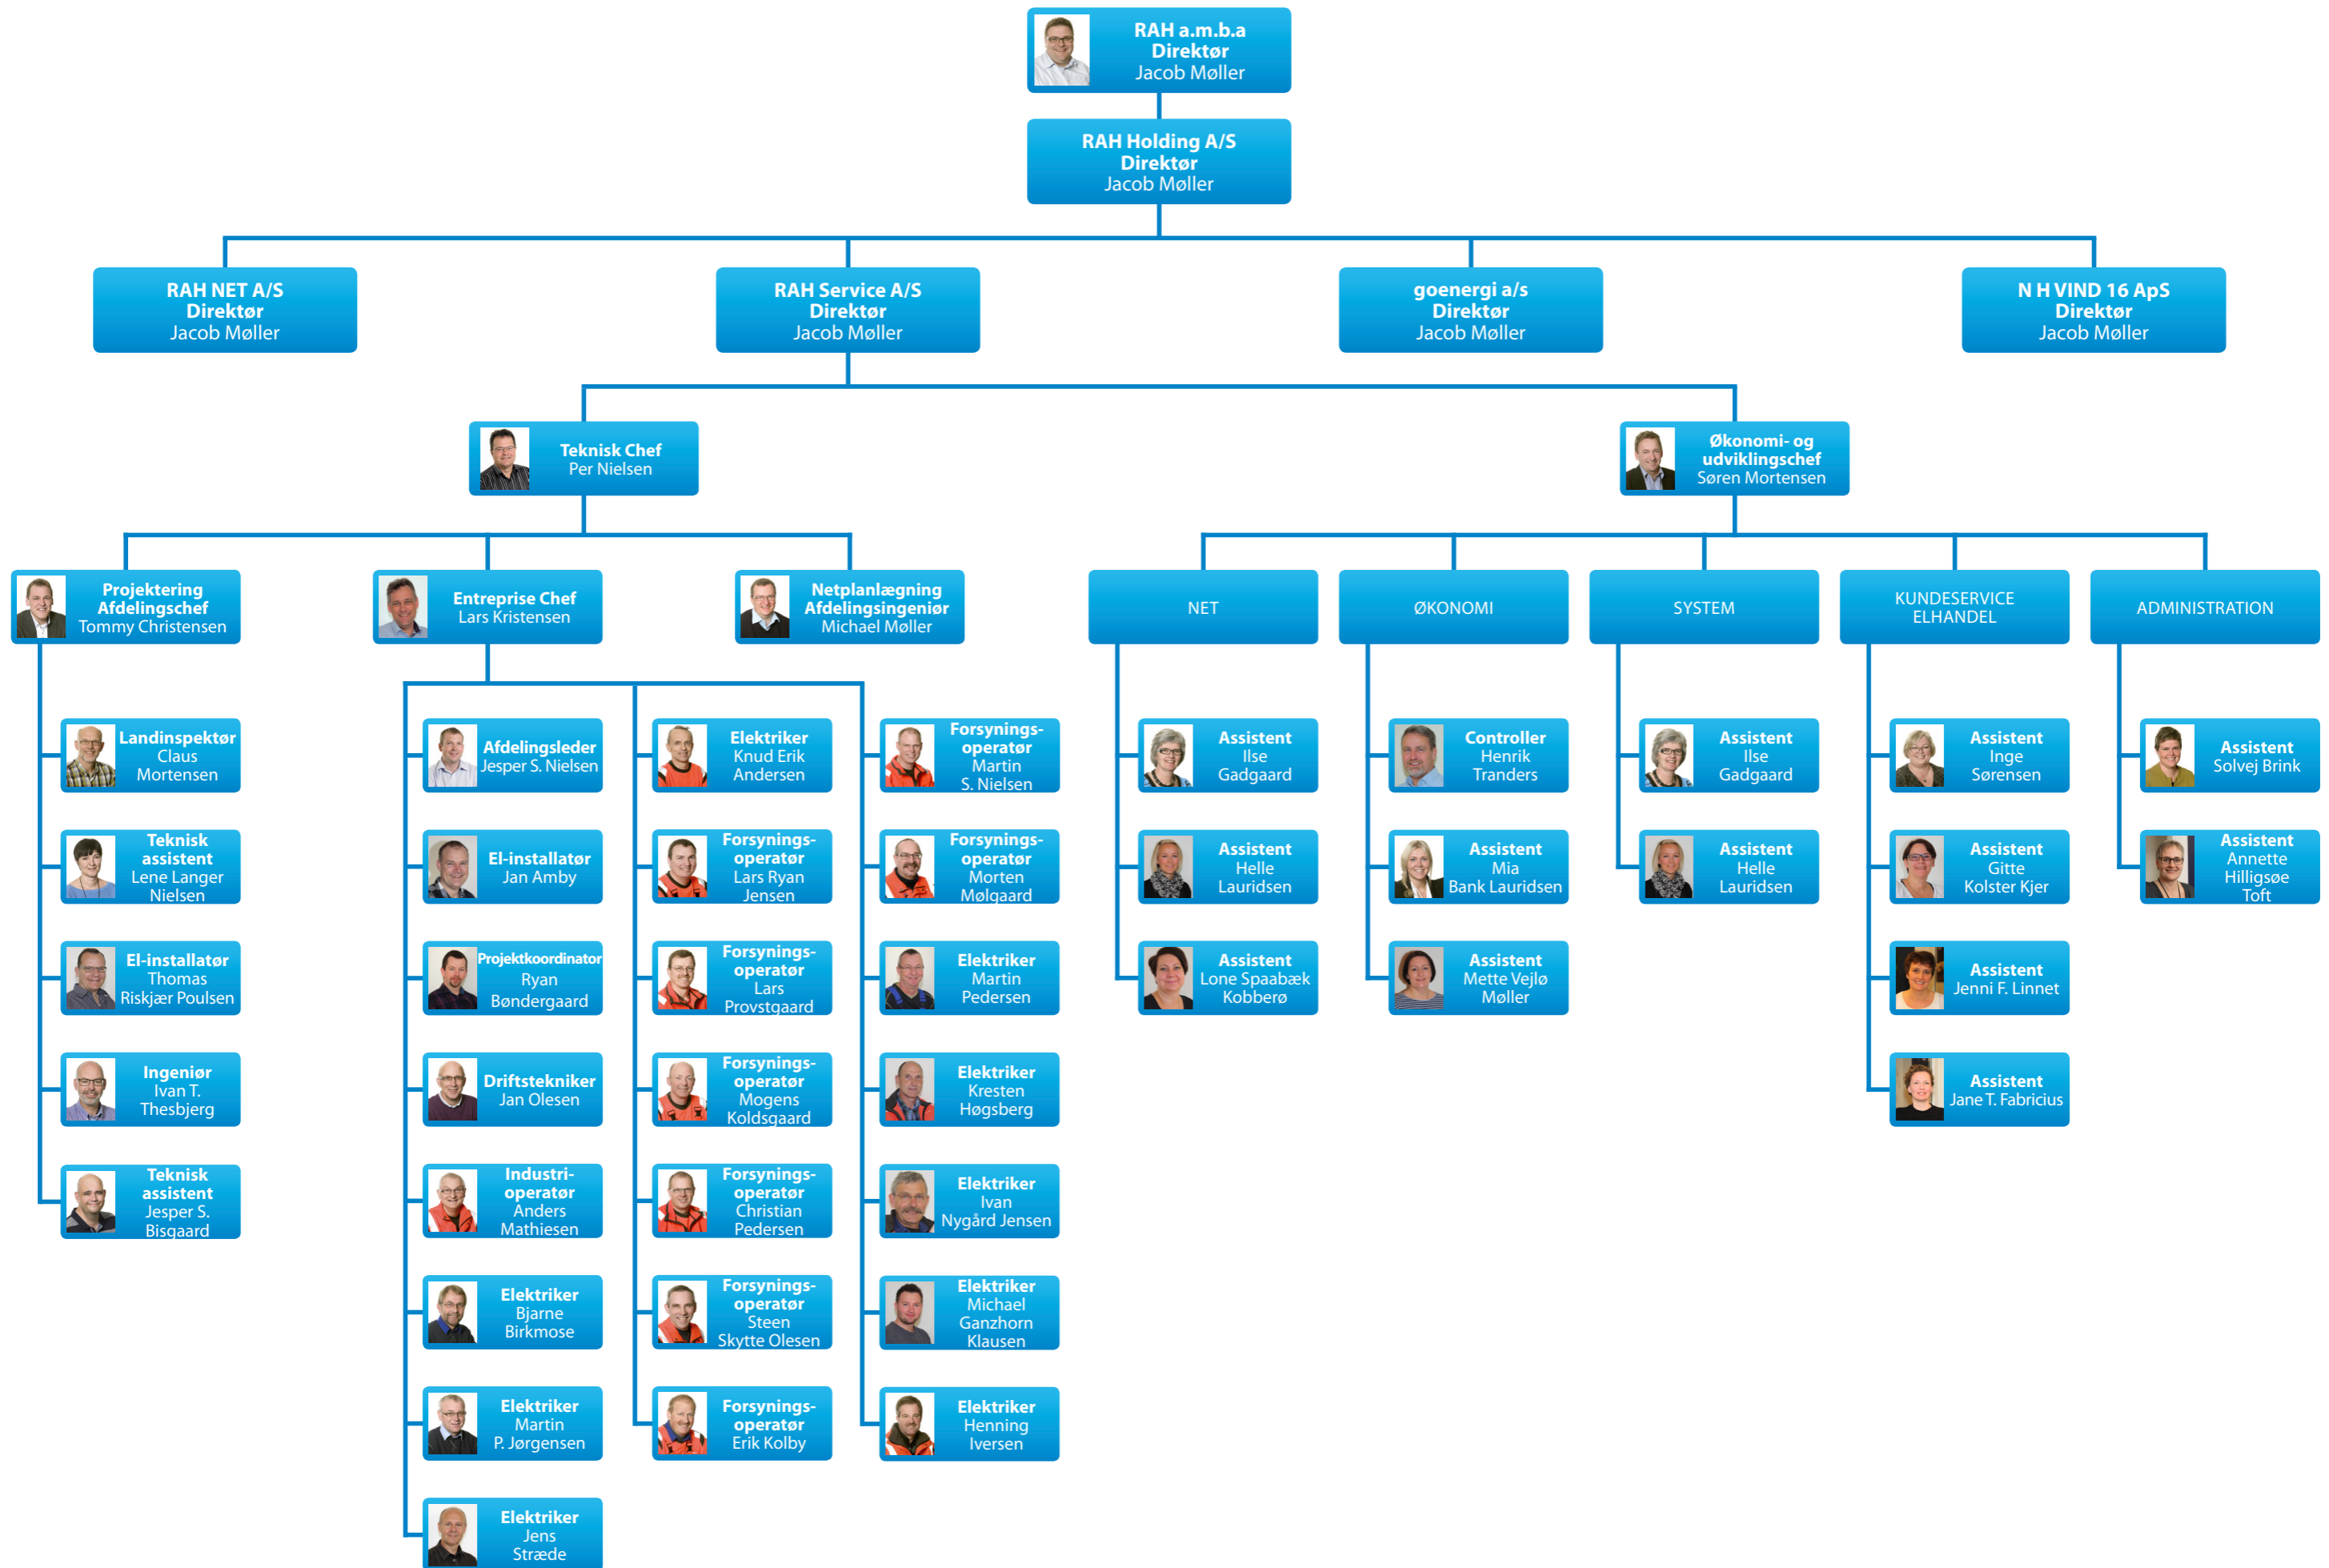 RAH a.m.b.a
Direktør
Jacob Møller
RAH Holding A/S
Direktør
Jacob Møller
RAH NET A/S
Direktør
Jacob Møller
RAH Service A/S
Direktør
Jacob Møller
goenergi a/s
Direktør
Jacob Møller
N H VIND 16 ApS
Direktør
Jacob Møller
Teknisk Chef
Per Nielsen
Økonomi- og
udviklingschef
Søren Mortensen
Projektering
Afdelingschef
Tommy Christensen
Entreprise Chef
Lars Kristensen
Netplanlægning
Afdelingsingeniør
Michael Møller
NET
ØKONOMI
SYSTEM
KUNDESERVICE
ELHANDEL
ADMINISTRATION
Landinspektør
Claus
Mortensen
Teknisk
assistent
Lene Langer
Nielsen
El-installatør
Thomas
Riskjær Poulsen
Ingeniør
Ivan T.
Thesbjerg
Teknisk
assistent
Jesper S.
Bisgaard
Afdelingsleder
Jesper S. Nielsen
El-installatør
Jan Amby
Projektkoordinator
Ryan
Bøndergaard
Driftstekniker
Jan Olesen
Industri-
operatør
Anders
Mathiesen
Elektriker
Bjarne
Birkmose
Elektriker
Martin
P. Jørgensen
Elektriker
Jens
Stræde
Elektriker
Knud Erik
Andersen
Forsynings-
operatør
Lars Ryan
Jensen
Forsynings-
operatør
Lars
Provstgaard
Forsynings-
operatør
Mogens
Koldsgaard
Forsynings-
operatør
Christian
Pedersen
Forsynings-
operatør
Steen
Skytte Olesen
Forsynings-
operatør
Erik Kolby
Forsynings-
operatør
Martin
S. Nielsen
Forsynings-
operatør
Morten
Mølgaard
Elektriker
Martin
Pedersen
Elektriker
Kresten
Høgsberg
Elektriker
Ivan
Nygård Jensen
Elektriker
Michael
Ganzhorn
Klausen
Elektriker
Henning
Iversen
Assistent
Ilse
Gadgaard
Assistent
Helle
Lauridsen
Assistent
Lone Spaabæk
Kobberø
Controller
Henrik
Tranders
Assistent
Mia
Bank Lauridsen
Assistent
Mette Vejlø
Møller
Assistent
Ilse
Gadgaard
Assistent
Helle
Lauridsen
Assistent
Inge
Sørensen
Assistent
Gitte
Kolster Kjer
Assistent
Jenni F. Linnet
Assistent
Jane T. Fabricius
Assistent
Solvej Brink
Assistent
Annette
Hilligsøe
Toft